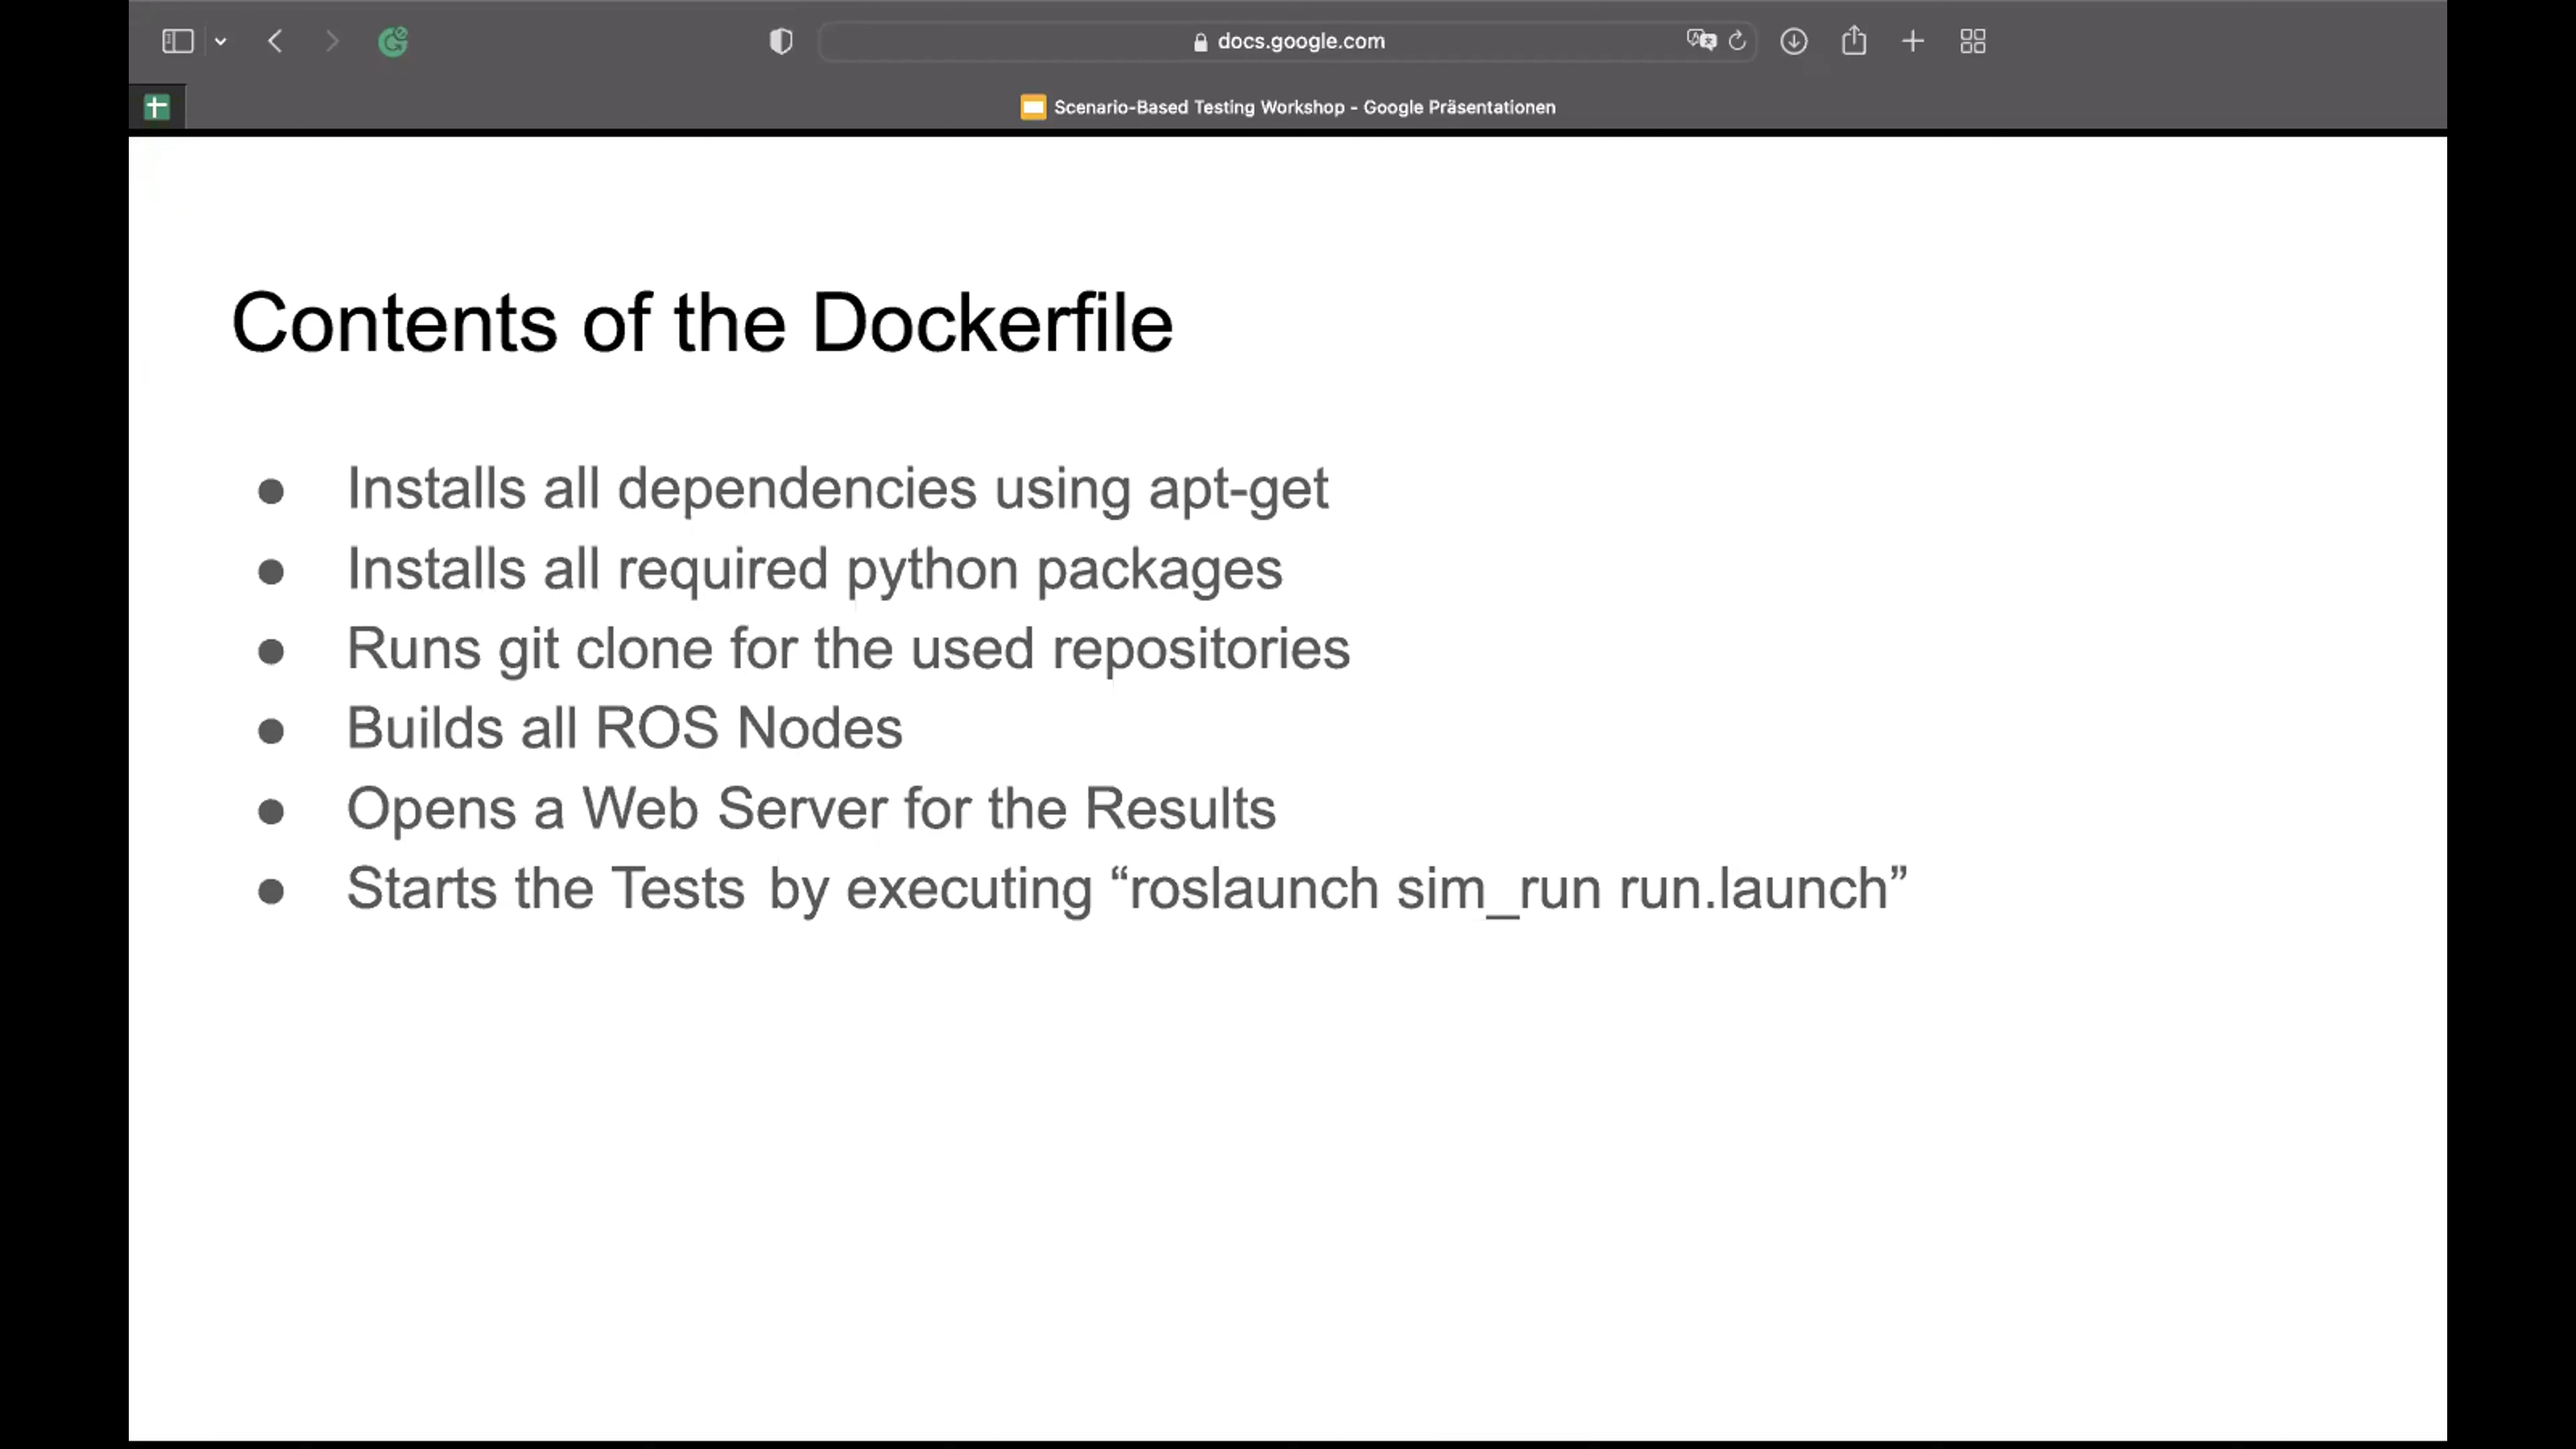 docs.google.com
Scenario-Based Testing Workshop - Google Präsentationen
Contents of the Dockerfile
● Installs all dependencies using apt-get
● Installs all required python packages
● Runs git clone for the used repositories
● Builds all ROS Nodes
● Opens a Web Server for the Results
● Starts the Tests by executing “roslaunch sim_run run.launch”